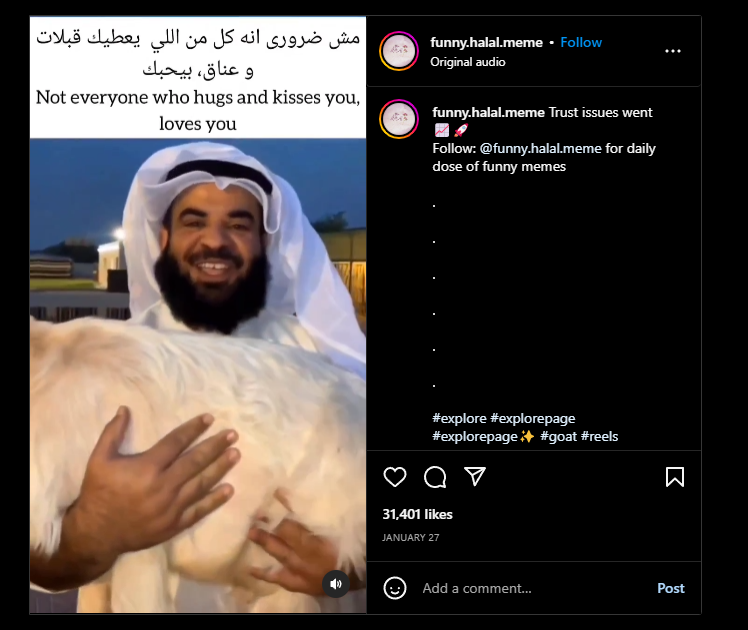 مش ضرورى انه كل من اللي يعطيك قبلات
و عناق، بيحبك
Not everyone who hugs and kisses you,
loves you
funny.halal.meme • Follow
Original audio
funny.halal.meme Trust issues went
📈🚀
Follow: @funny.halal.meme for daily
dose of funny memes
.
.
.
.
.
.
#explore #explorepage
#explorepage✨ #goat #reels
31,401 likes
JANUARY 27
Add a comment... Post